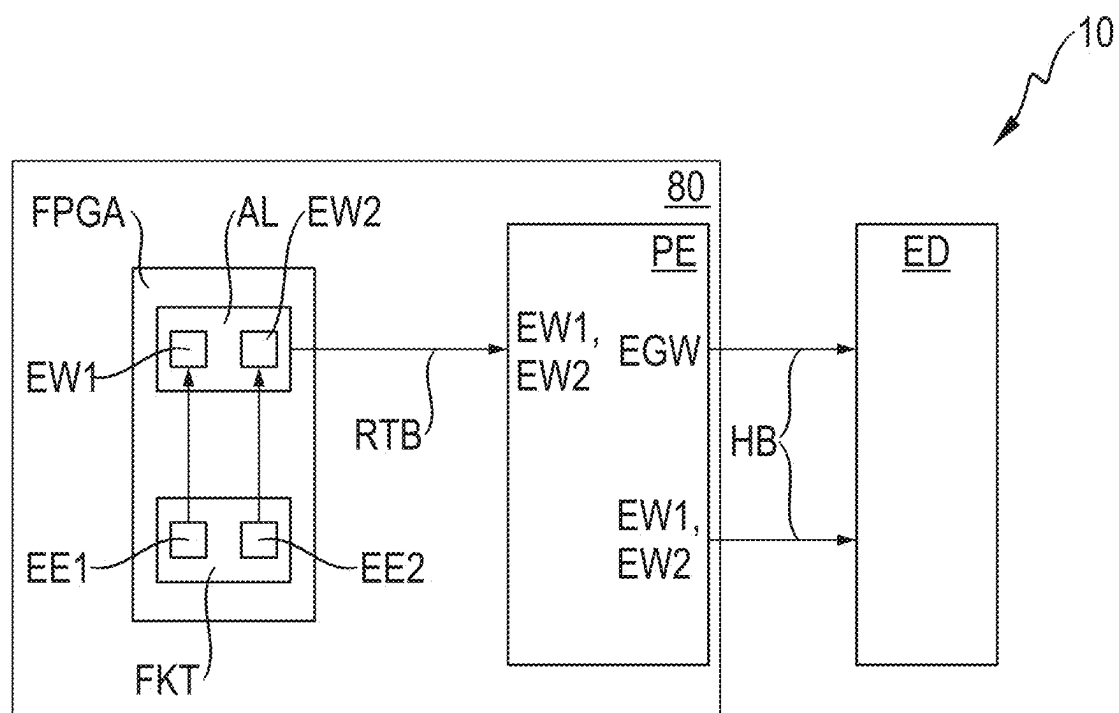 10
80
FPGA AL EW2
PE
ED
EW1,
EW2
EGW
EW1
RTB
HB
EW1,
EW2
EE1
EE2
FKT